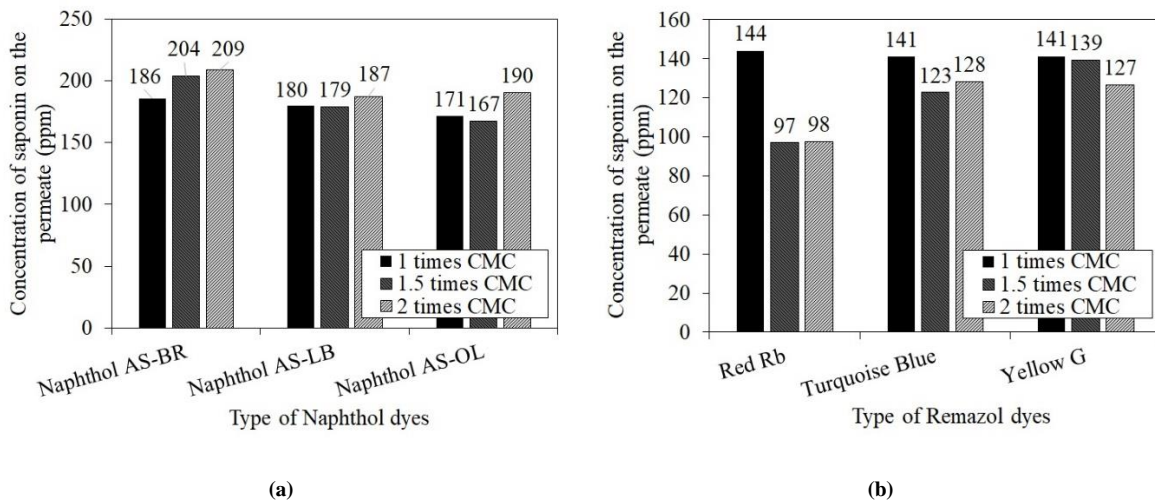 Concentration of saponin on the
permeate (ppm)
250
200
150
100
50
0
186
204
209
180
179
187
171
167
190
1 times CMC
1.5 times CMC
2 times CMC
Naphthol AS-BR
Naphthol AS-LB
Naphthol AS-OL
Type of Naphthol dyes
(a)
Concentration of saponin on the
permeate (ppm)
160
140
120
100
80
60
40
20
0
144
97
98
141
123
128
141
139
127
1 times CMC
1.5 times CMC
2 times CMC
Red Rb
Turquoise Blue
Yellow G
Type of Remazol dyes
(b)